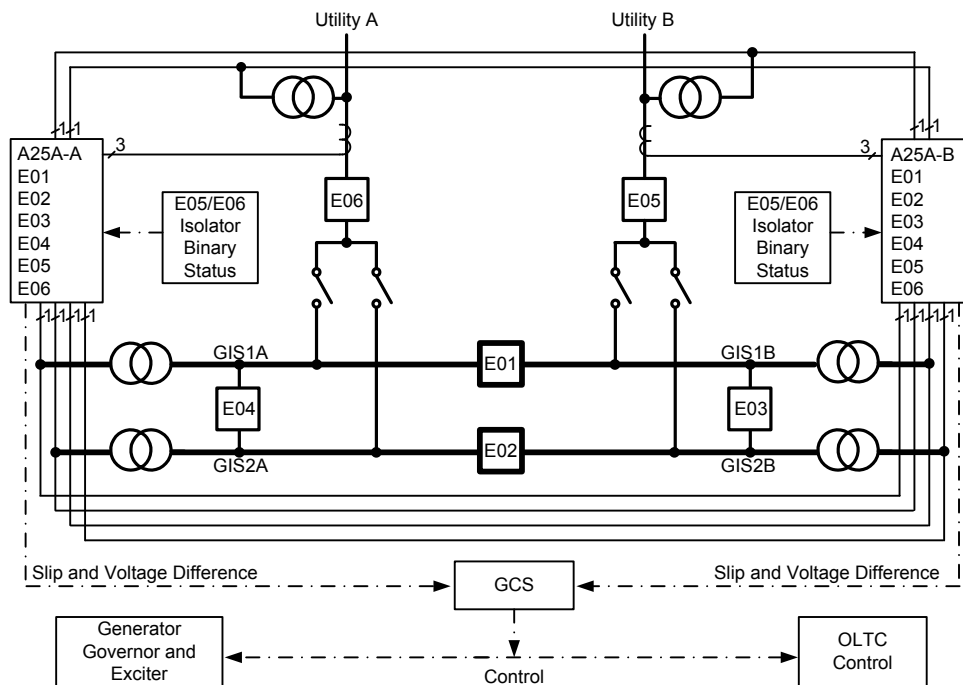 Utility A
Utility B
1 1
1 1
3
3
A25A-A
E01
E02
E03
E04
E05
E06
E05/E06
Isolator
Binary
Status
E06
E05
E05/E06
Isolator
Binary
Status
A25A-B
E01
E02
E03
E04
E05
E06
1 1 1 1
1 1 1 1
GIS1A
E01
GIS1B
E04
E03
GIS2A
E02
GIS2B
Slip and Voltage Difference
GCS
Slip and Voltage Difference
Generator
Governor and
Exciter
Control
OLTC
Control